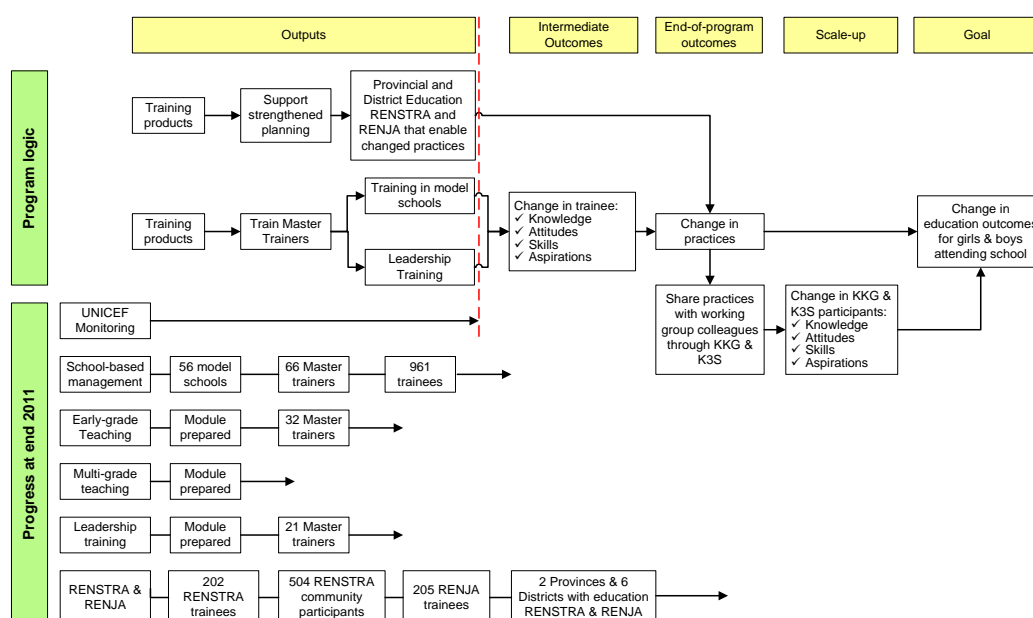 Outputs
Intermediate
Outcomes
End-of-program
outcomes
Scale-up
Goal
Program logic
Training
products
Support
strengthened
planning
Provincial and
District Education
RENSTRA and
RENJA that enable
changed practices
Training
products
Train Master
Trainers
Training in model
schools
Leadership
Training
Change in trainee:
✓ Knowledge
✓ Attitudes
✓ Skills
✓ Aspirations
Change in
practices
Change in
education outcomes
for girls & boys
attending school
Share practices
with working
group colleagues
through KKG &
K3S
Change in KKG &
K3S participants:
✓ Knowledge
✓ Attitudes
✓ Skills
✓ Aspirations
Progress at end 2011
UNICEF
Monitoring
School-based
management
56 model
schools
66 Master
trainers
961
trainees
Early-grade
Teaching
Module
prepared
32 Master
trainers
Multi-grade
teaching
Module
prepared
Leadership
training
Module
prepared
21 Master
trainers
RENSTRA &
RENJA
202
RENSTRA
trainees
504 RENSTRA
community
participants
205 RENJA
trainees
2 Provinces & 6
Districts with education
RENSTRA & RENJA